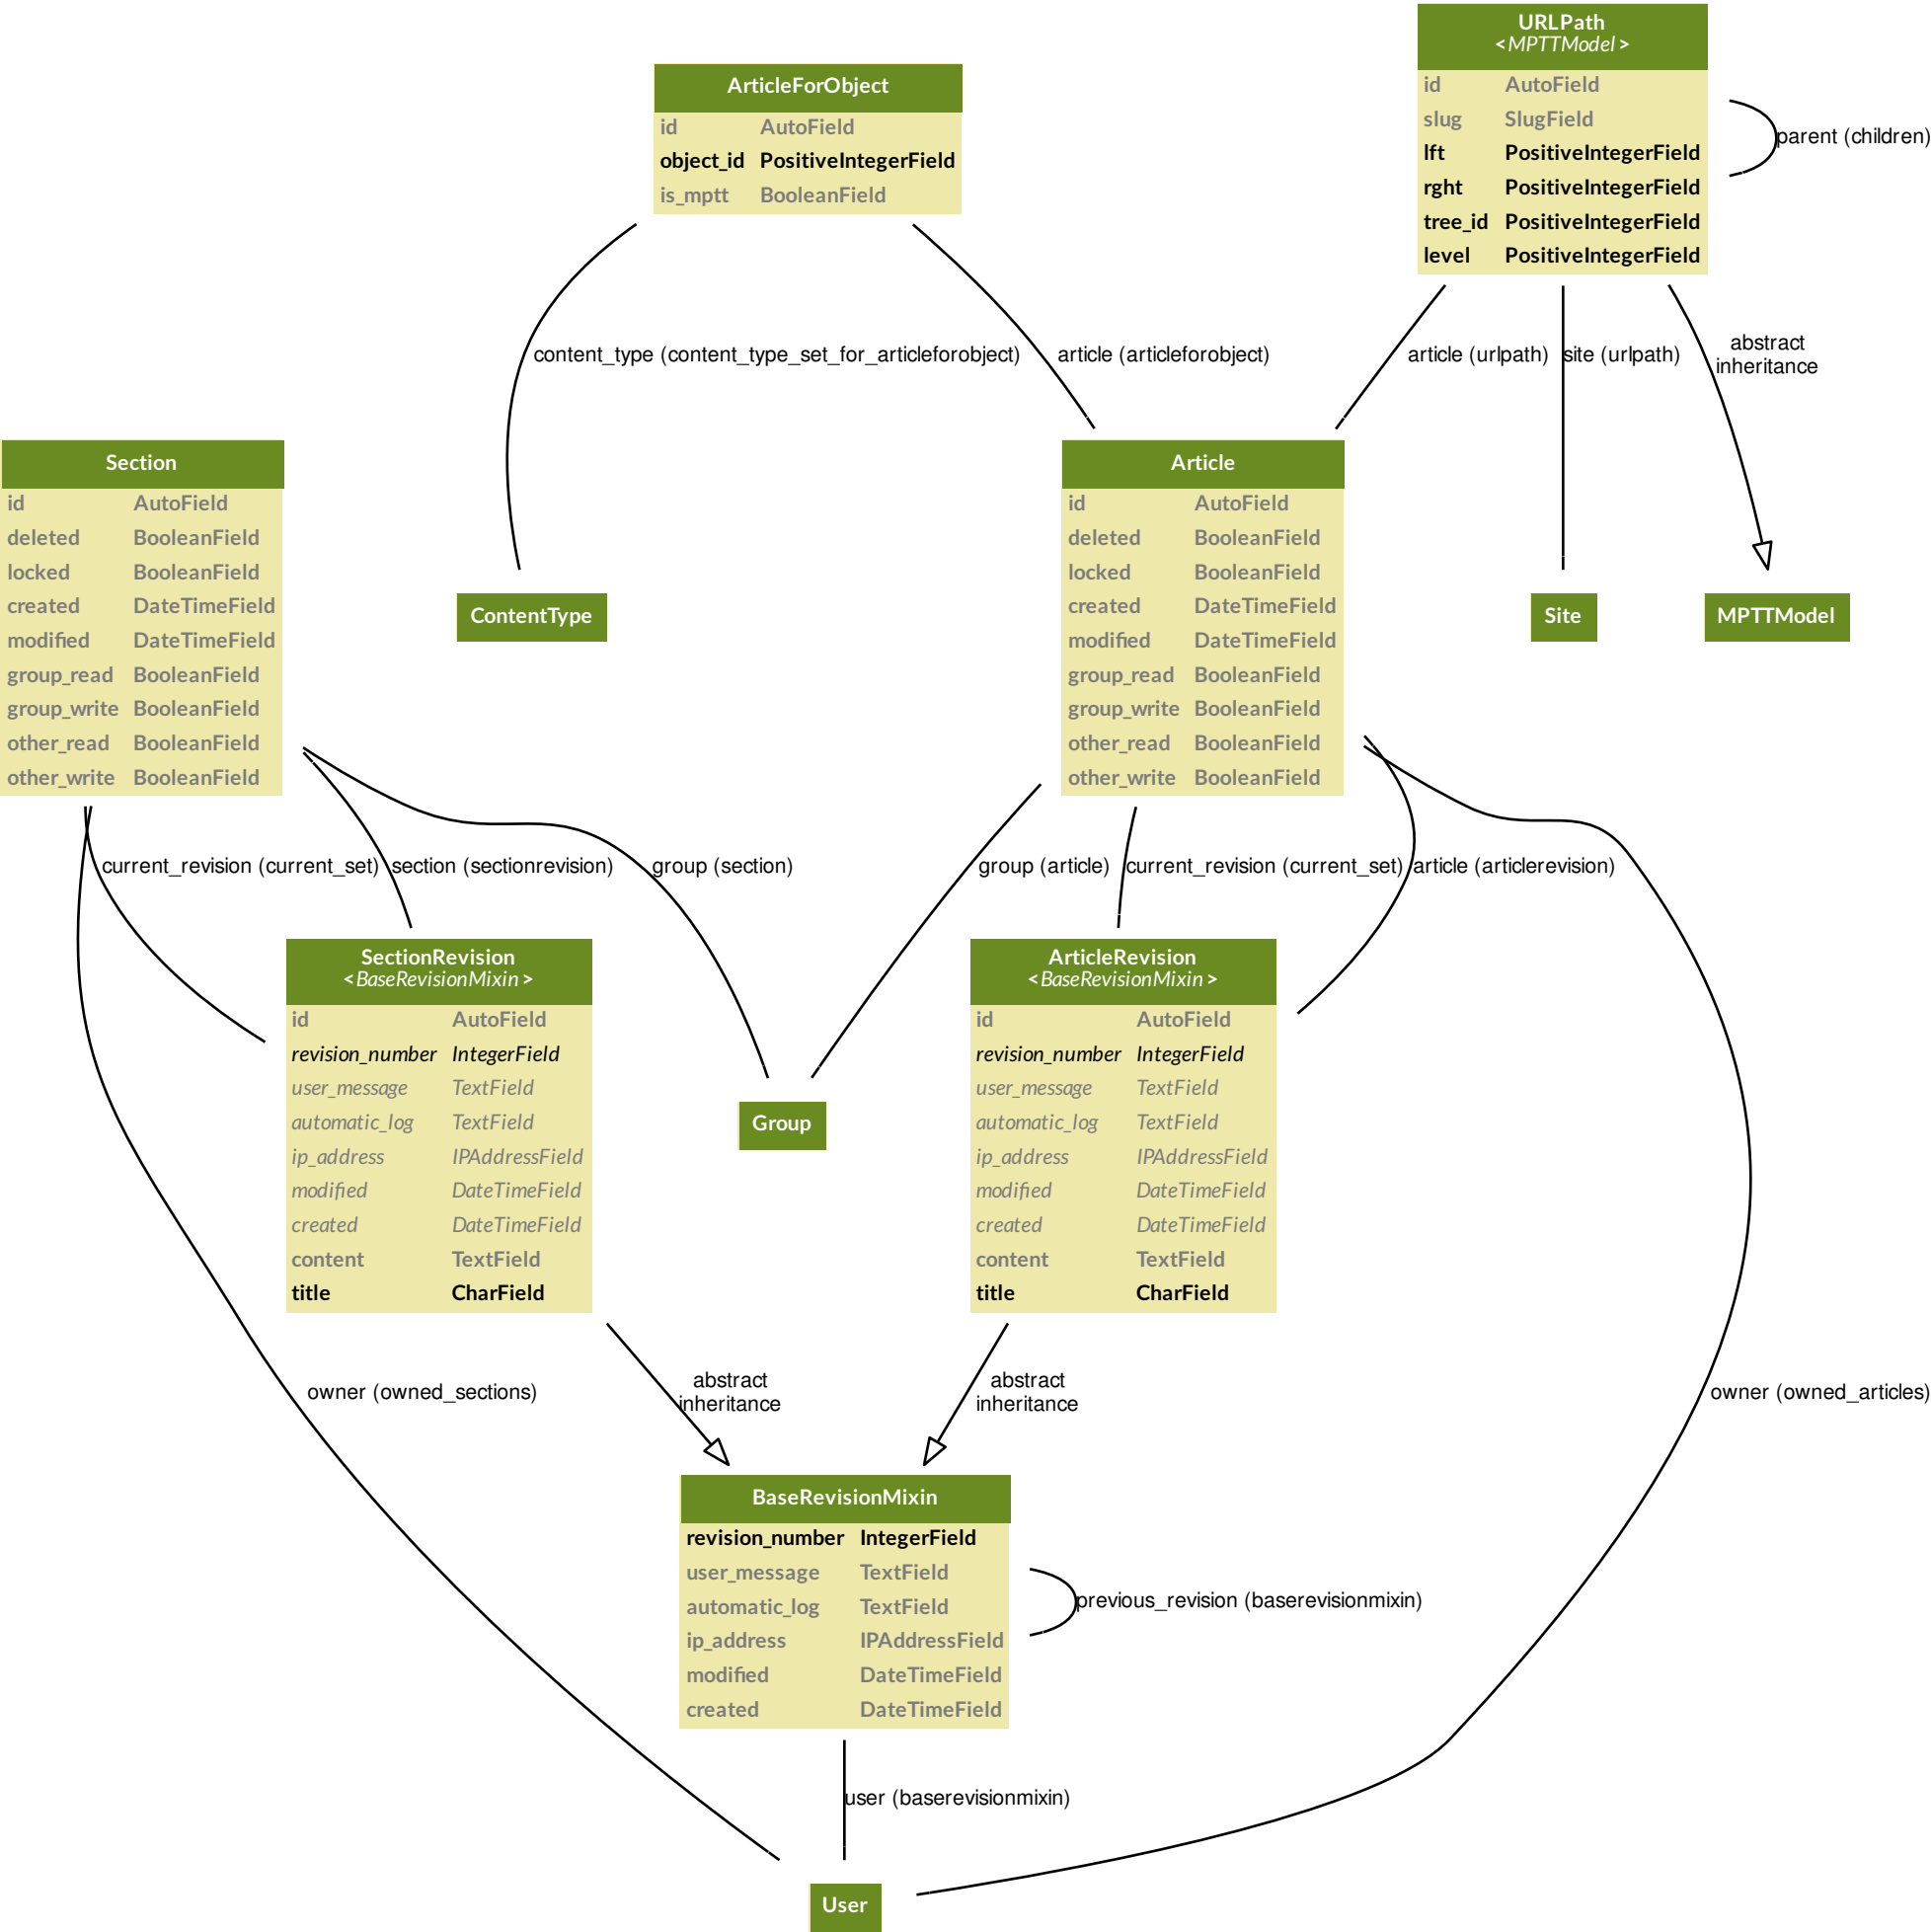 URLPath
<MPTTModel>
id AutoField
slug SlugField
lft PositiveIntegerField
rght PositiveIntegerField
tree_id PositiveIntegerField
level PositiveIntegerField
parent (children)
ArticleForObject
id AutoField
object_id PositiveIntegerField
is_mptt BooleanField
content_type (content_type_set_for_articleforobject)
article (articleforobject)
article (urlpath)
site (urlpath)
abstract
inheritance
Section
id AutoField
deleted BooleanField
locked BooleanField
created DateTimeField
modified DateTimeField
group_read BooleanField
group_write BooleanField
other_read BooleanField
other_write BooleanField
ContentType
Article
id AutoField
deleted BooleanField
locked BooleanField
created DateTimeField
modified DateTimeField
group_read BooleanField
group_write BooleanField
other_read BooleanField
other_write BooleanField
Site
MPTTModel
current_revision (current_set)
section (sectionrevision)
group (section)
group (article)
current_revision (current_set)
article (articlerevision)
SectionRevision
<BaseRevisionMixin>
id AutoField
revision_number IntegerField
user_message TextField
automatic_log TextField
ip_address IPAddressField
modified DateTimeField
created DateTimeField
content TextField
title CharField
Group
ArticleRevision
<BaseRevisionMixin>
id AutoField
revision_number IntegerField
user_message TextField
automatic_log TextField
ip_address IPAddressField
modified DateTimeField
created DateTimeField
content TextField
title CharField
owner (owned_sections)
abstract
inheritance
abstract
inheritance
owner (owned_articles)
BaseRevisionMixin
revision_number IntegerField
user_message TextField
automatic_log TextField
ip_address IPAddressField
modified DateTimeField
created DateTimeField
previous_revision (baserevisionmixin)
user (baserevisionmixin)
User